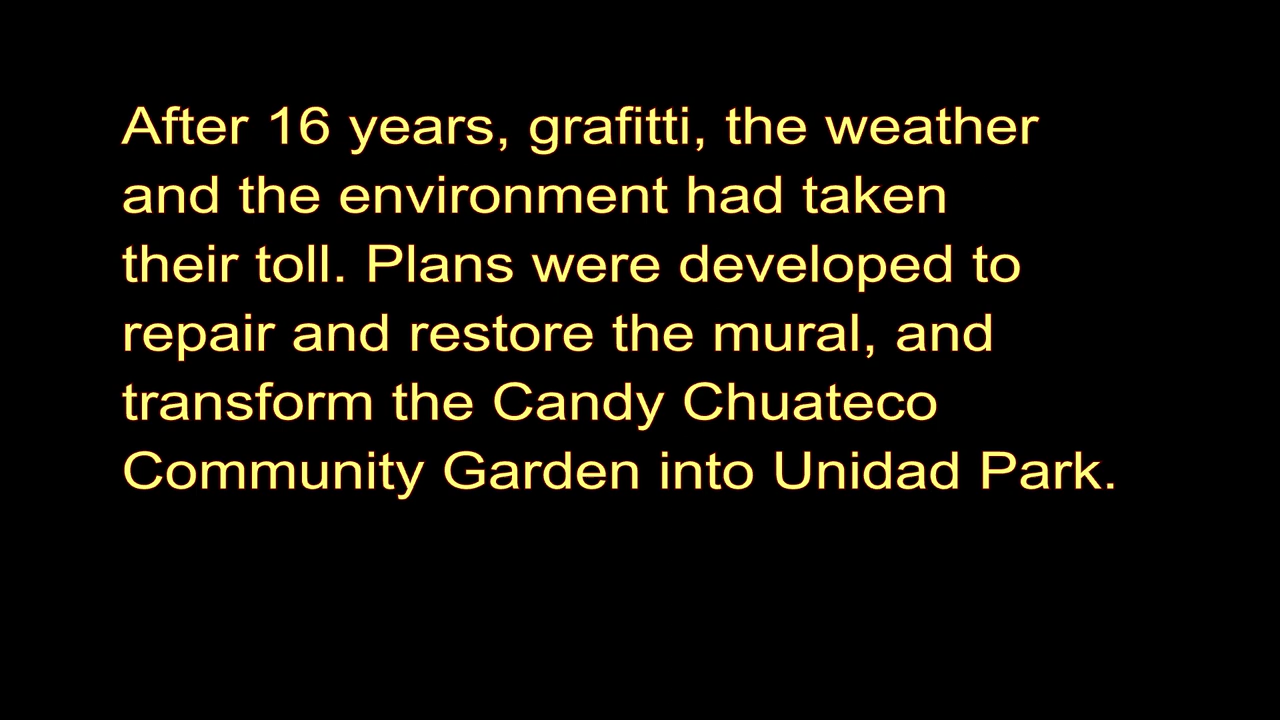 After 16 years, grafitti, the weather
and the environment had taken
their toll. Plans were developed to
repair and restore the mural, and
transform the Candy Chuateco
Community Garden into Unidad Park.